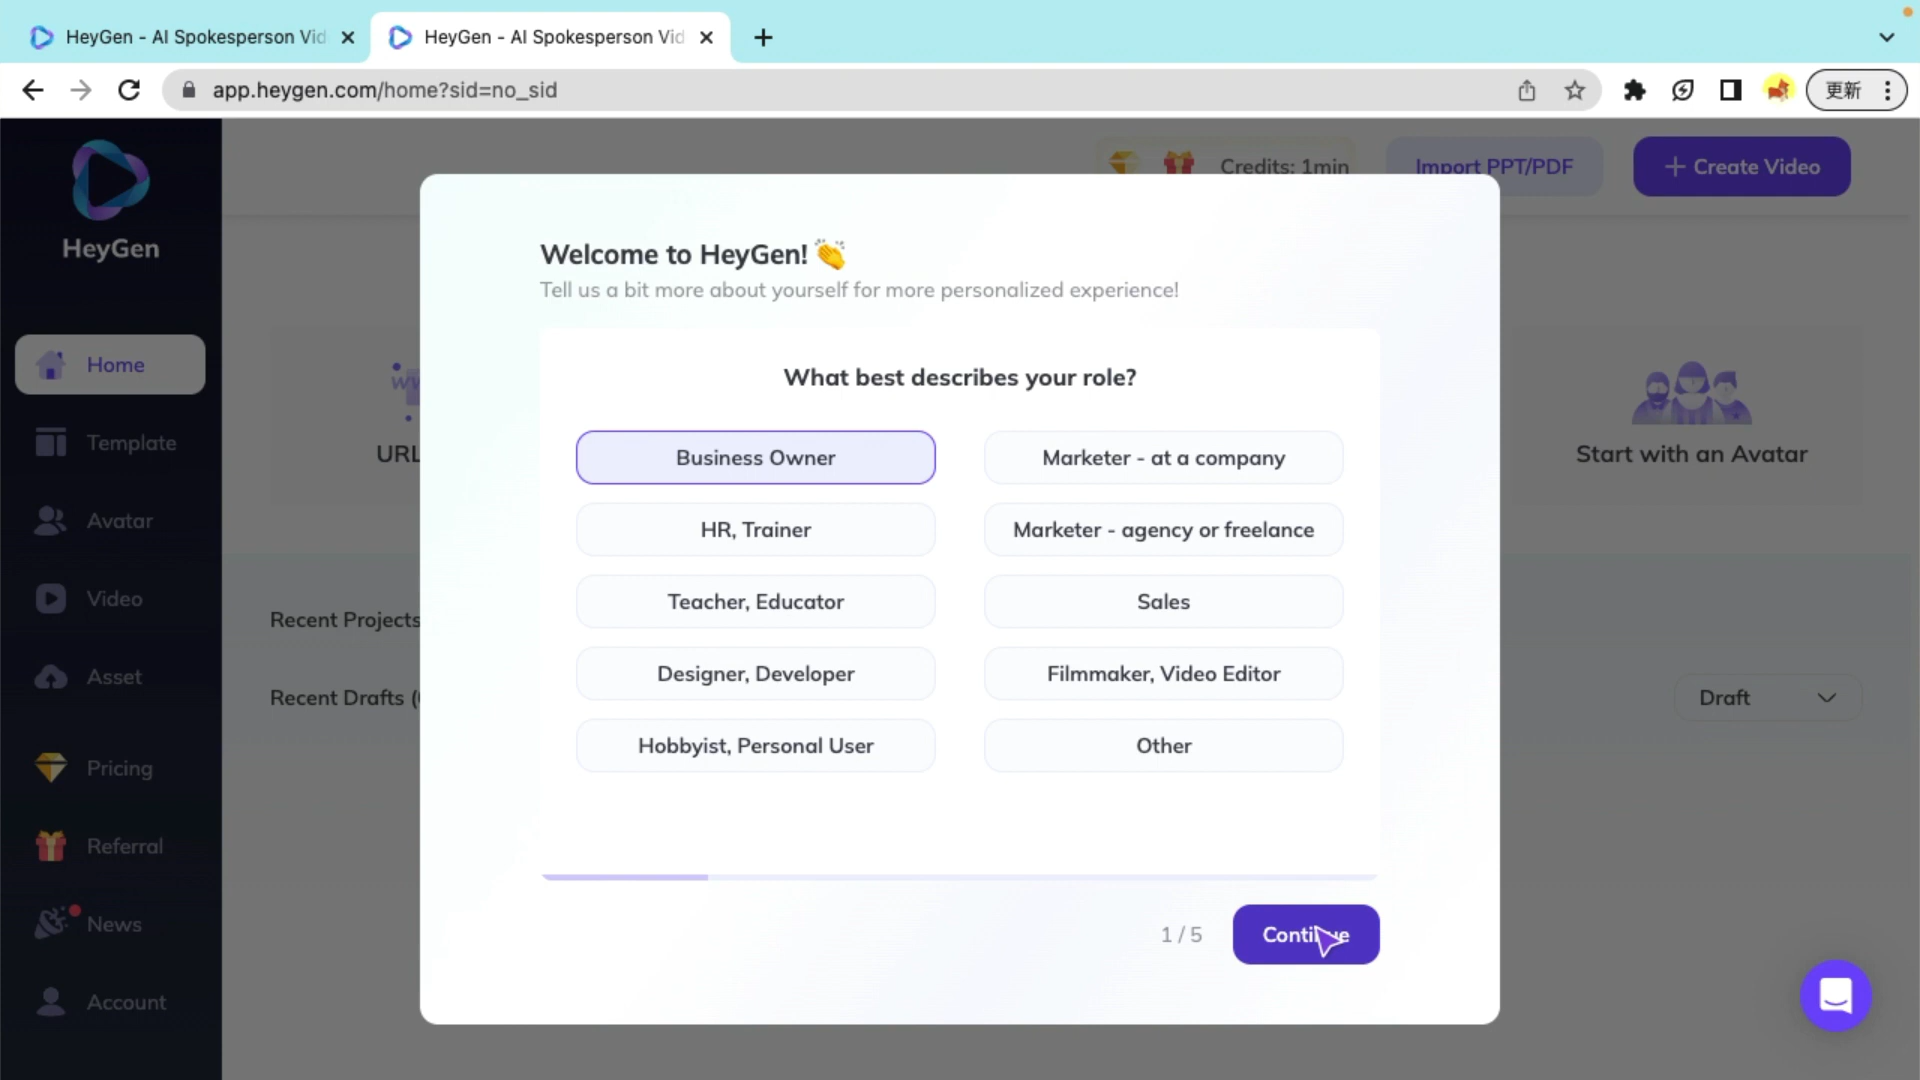 HeyGen - AI Spokesperson Vid
HeyGen - AI Spokesperson Vid
app.heygen.com/home?sid=no_sid
更新
HeyGen
Credits: 1min
Import PPT/PDF
+ Create Video
Welcome to HeyGen! 👏
Tell us a bit more about yourself for more personalized experience!
What best describes your role?
Business Owner
Marketer - at a company
HR, Trainer
Marketer - agency or freelance
Teacher, Educator
Sales
Designer, Developer
Filmmaker, Video Editor
Hobbyist, Personal User
Other
1 / 5
Continue
Home
Template
Avatar
Video
Asset
Pricing
Referral
News
Account
URL
Start with an Avatar
Recent Projects
Recent Drafts (
Draft